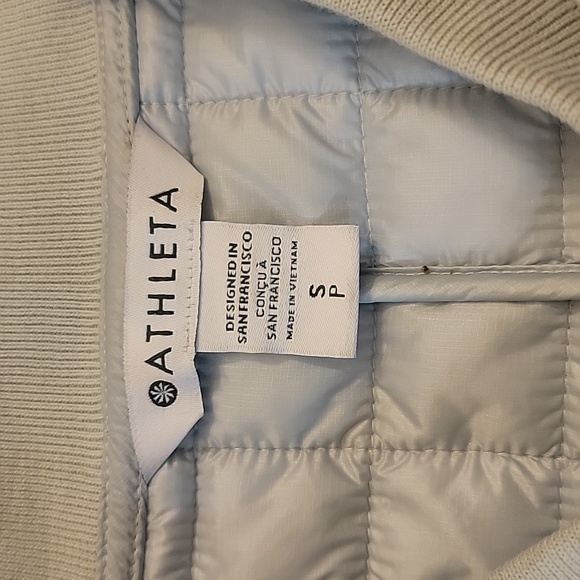 ATHLETA
DESIGNED IN
SAN FRANCISCO
CONÇU À
SAN FRANCISCO
MADE IN VIETNAM
S
P